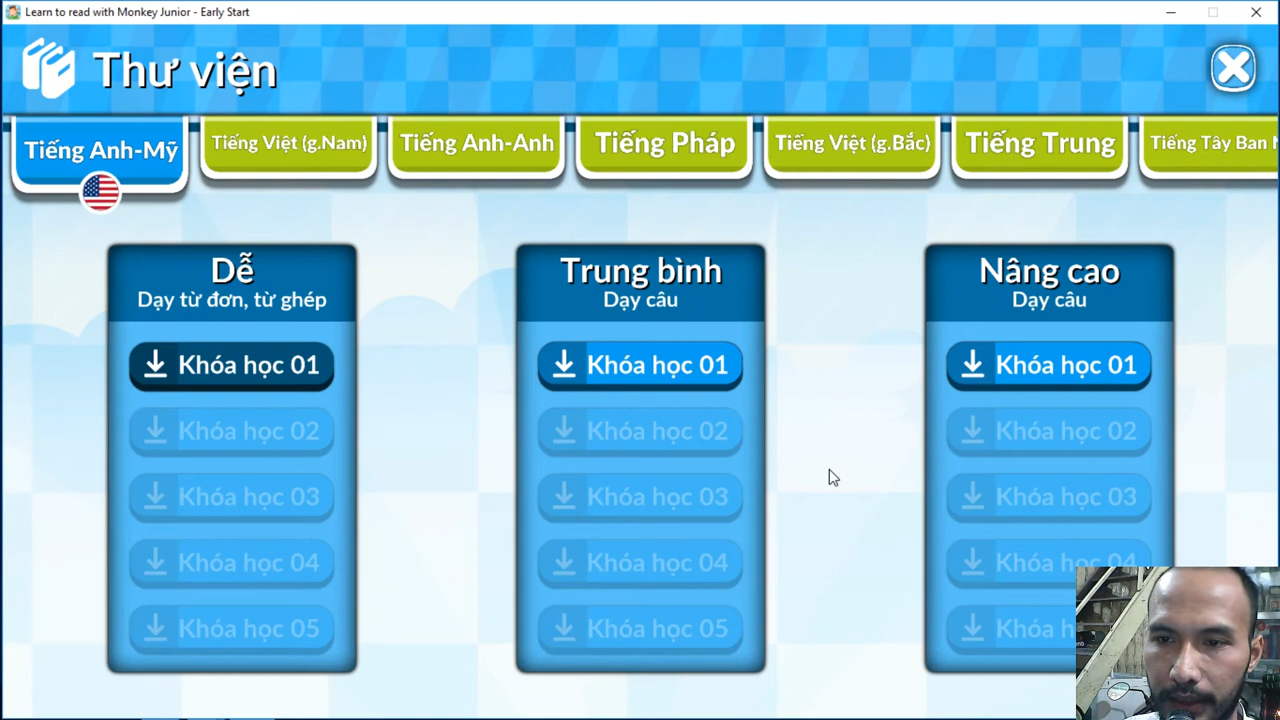 Learn to read with Monkey Junior - Early Start
Thư viện
Tiếng Anh-Mỹ
Tiếng Việt (g.Nam)
Tiếng Anh-Anh
Tiếng Pháp
Tiếng Việt (g.Bắc)
Tiếng Trung
Tiếng Tây Ban
Dễ
Dạy từ đơn, từ ghép
Khóa học 01
Khóa học 02
Khóa học 03
Khóa học 04
Khóa học 05
Trung bình
Dạy câu
Khóa học 01
Khóa học 02
Khóa học 03
Khóa học 04
Khóa học 05
Nâng cao
Dạy câu
Khóa học 01
Khóa học 02
Khóa học 03
Khóa học 04
Khóa